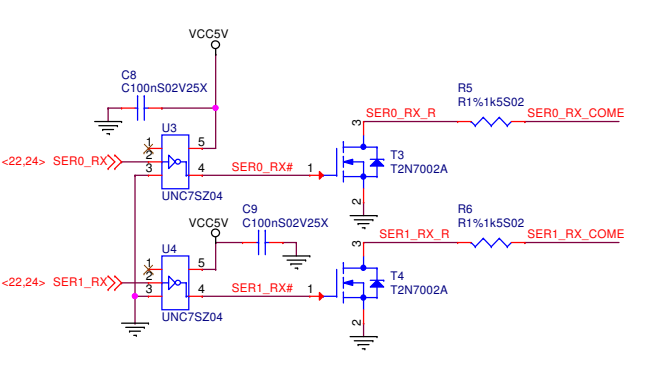 VCC5V
C8
C100nS02V25X
R5
R1%1k5S02
U3
3
SER0_RX_R
SER0_RX_COME
1
5
<22,24> SER0_RX
2
T3
T2N7002A
3
4
SER0_RX#
1
UNC7SZ04
2
C9
C100nS02V25X
VCC5V
R6
R1%1k5S02
U4
3
SER1_RX_R
SER1_RX_COME
1
5
<22,24> SER1_RX
2
T4
T2N7002A
3
4
SER1_RX#
1
UNC7SZ04
2